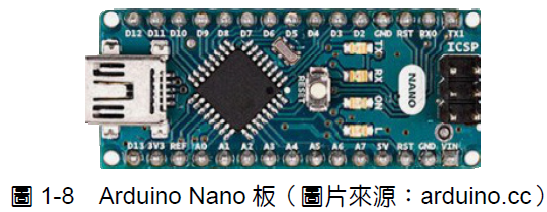 D12 D11 D10 D9 D8 D7 D6 D5 D4 D3 D2 GND RST RX0 TX1
TX RX ON
RESET
NANO
ICSP
D13 3V3 REF A0 A1 A2 A3 A4 A5 A6 A7 5V RST GND VIN
圖 1-8 Arduino Nano 板（圖片來源：arduino.cc）